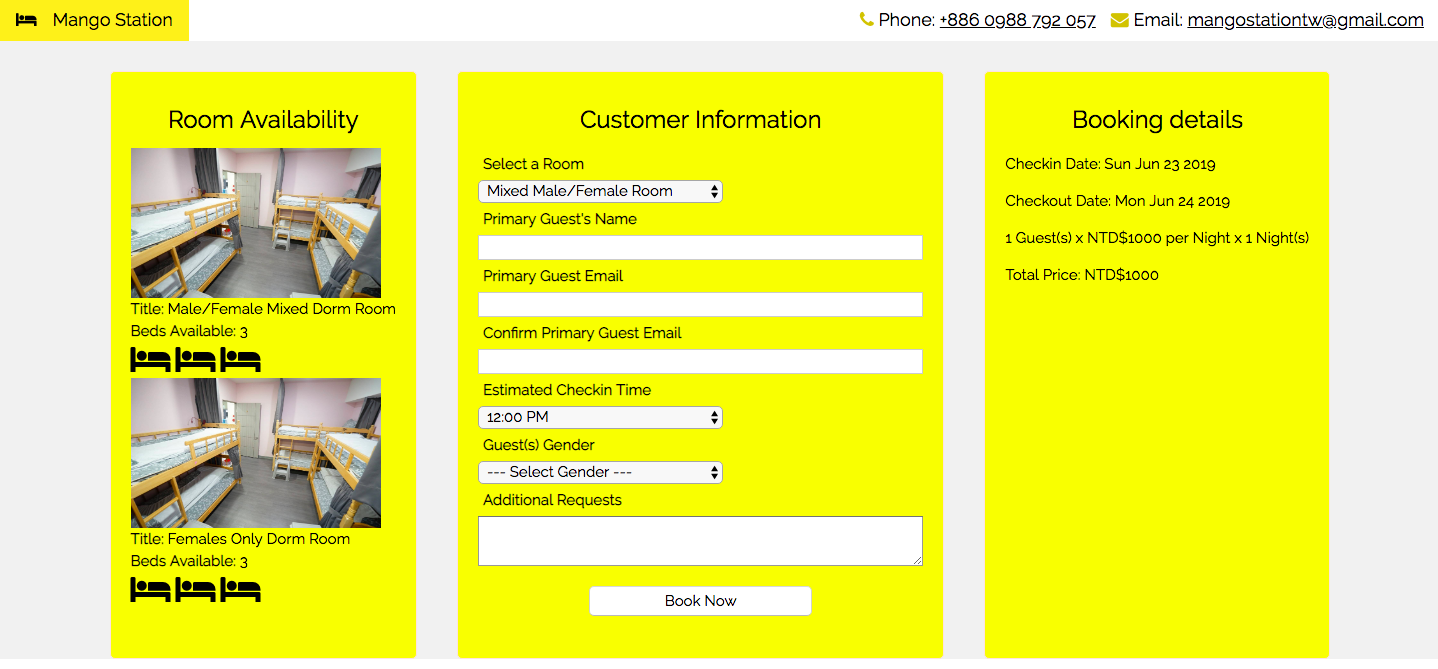 Mango Station
Phone: +886 0988 792 057 Email: mangostationtw@gmail.com
Room Availability
Title: Male/Female Mixed Dorm Room
Beds Available: 3
Title: Females Only Dorm Room
Beds Available: 3
Customer Information
Select a Room
Mixed Male/Female Room
Primary Guest's Name
Primary Guest Email
Confirm Primary Guest Email
Estimated Checkin Time
12:00 PM
Guest(s) Gender
--- Select Gender ---
Additional Requests
Book Now
Booking details
Checkin Date: Sun Jun 23 2019
Checkout Date: Mon Jun 24 2019
1 Guest(s) x NTD$1000 per Night x 1 Night(s)
Total Price: NTD$1000